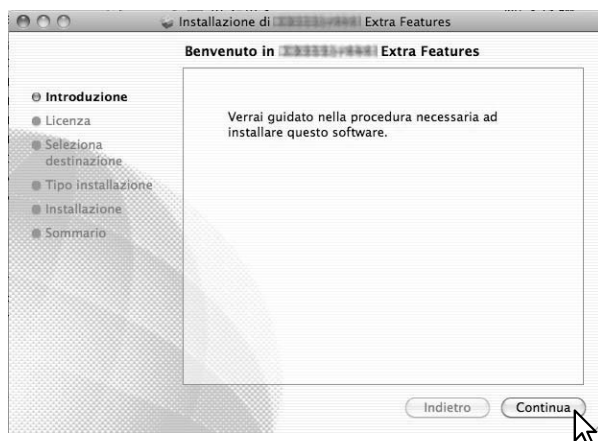 Installazione di Extra Features
Benvenuto in Extra Features
Introduzione
Licenza
Seleziona
destinazione
Tipo installazione
Installazione
Sommario
Verrai guidato nella procedura necessaria ad
installare questo software.
Indietro
Continua